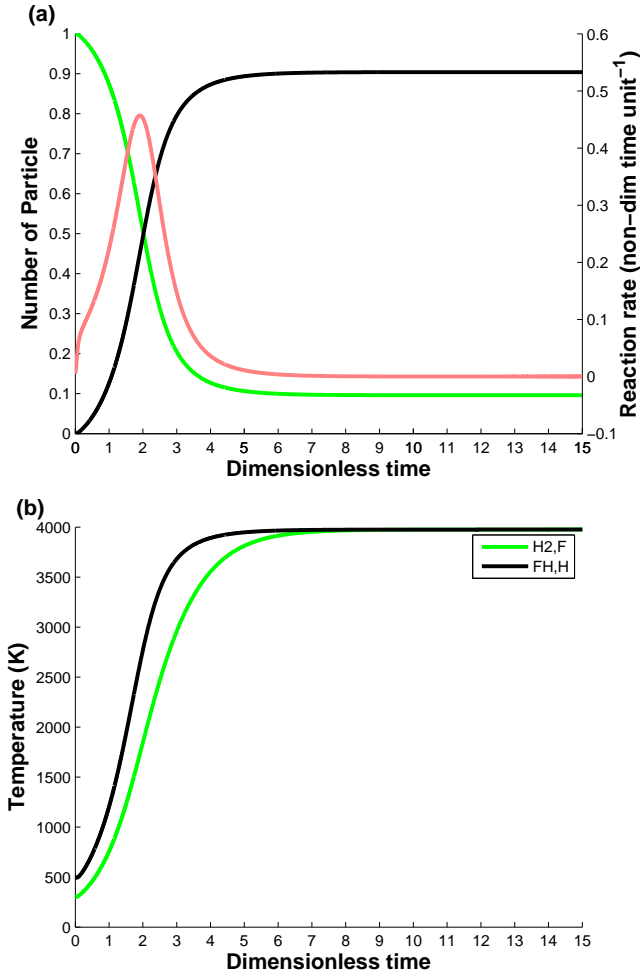 (a)
1
0.9
0.8
0.7
0.6
0.5
0.4
0.3
0.2
0.1
0
Number of Particle
0.6
0.5
0.4
0.3
0.2
0.1
0
−0.1
Reaction rate (non−dim time unit⁻¹)
0 1 2 3 4 5 6 7 8 9 10 11 12 13 14 15
Dimensionless time
(b)
4000
3500
3000
2500
2000
1500
1000
500
0
Temperature (K)
H2,F
FH,H
0 1 2 3 4 5 6 7 8 9 10 11 12 13 14 15
Dimensionless time